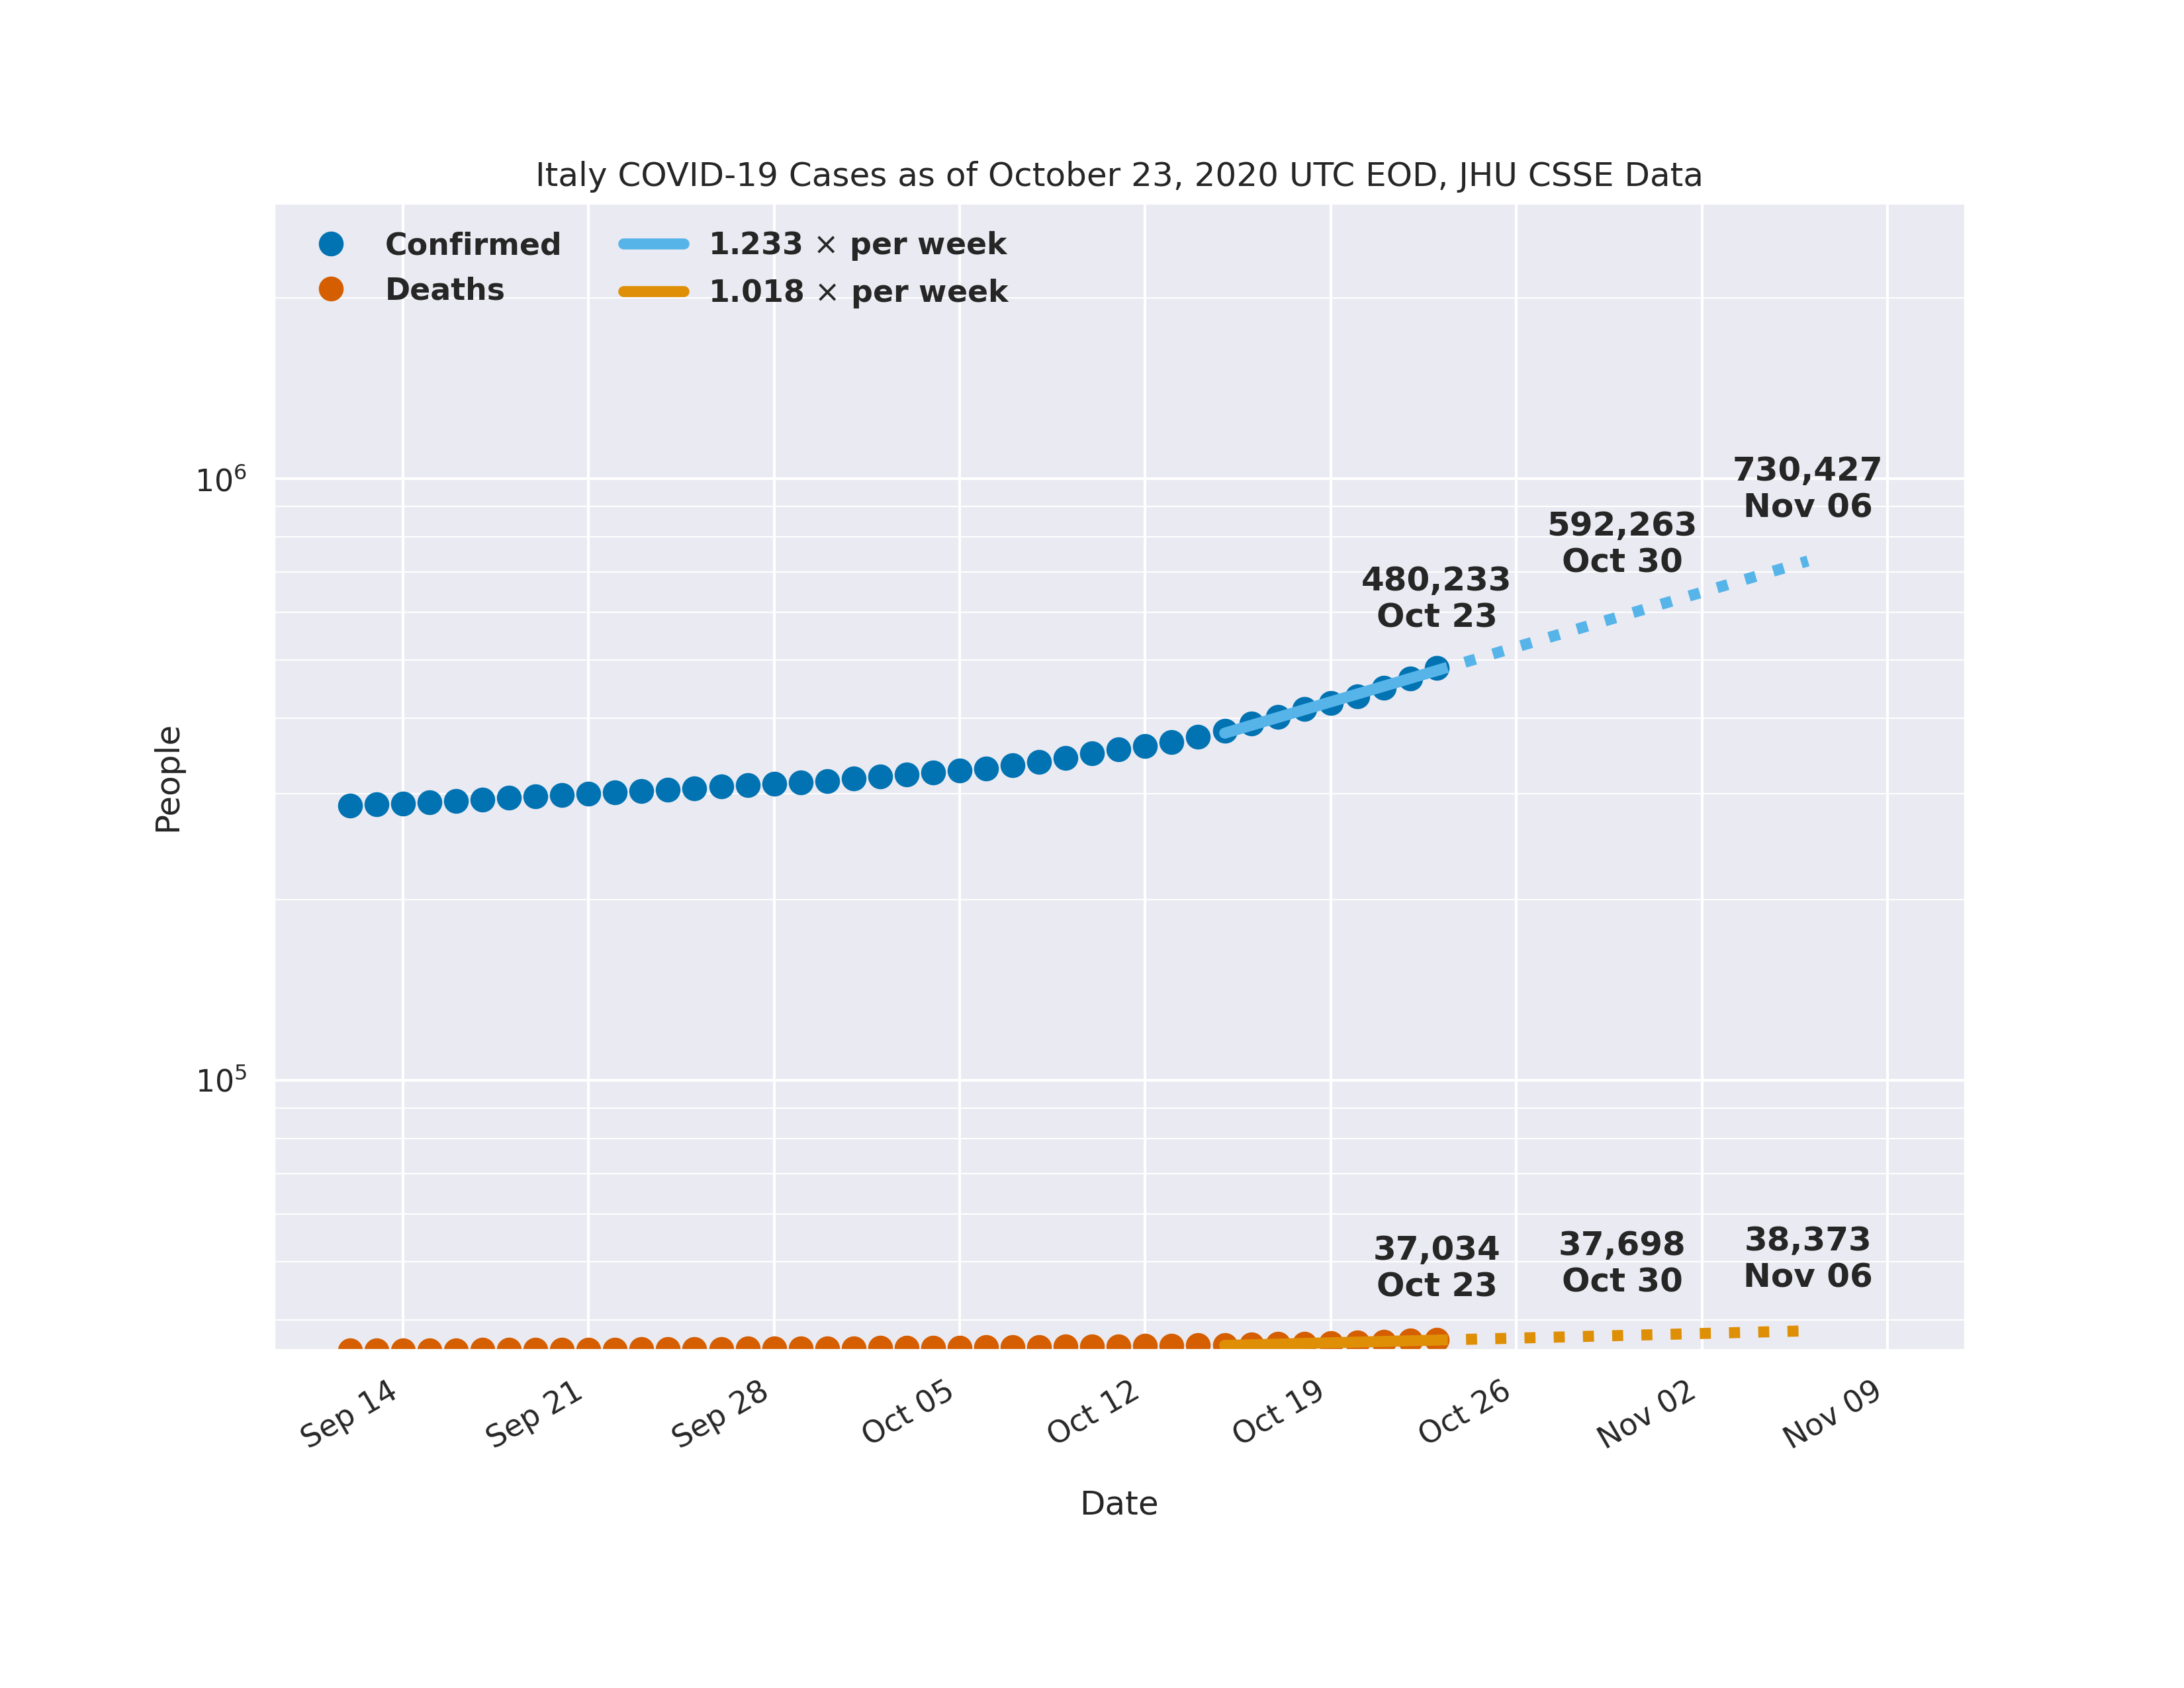 Italy COVID-19 Cases as of October 23, 2020 UTC EOD, JHU CSSE Data
Confirmed
Deaths
1.233 × per week
1.018 × per week
10⁶
10⁵
People
730,427
Nov 06
592,263
Oct 30
480,233
Oct 23
37,034
Oct 23
37,698
Oct 30
38,373
Nov 06
Sep 14
Sep 21
Sep 28
Oct 05
Oct 12
Oct 19
Oct 26
Nov 02
Nov 09
Date